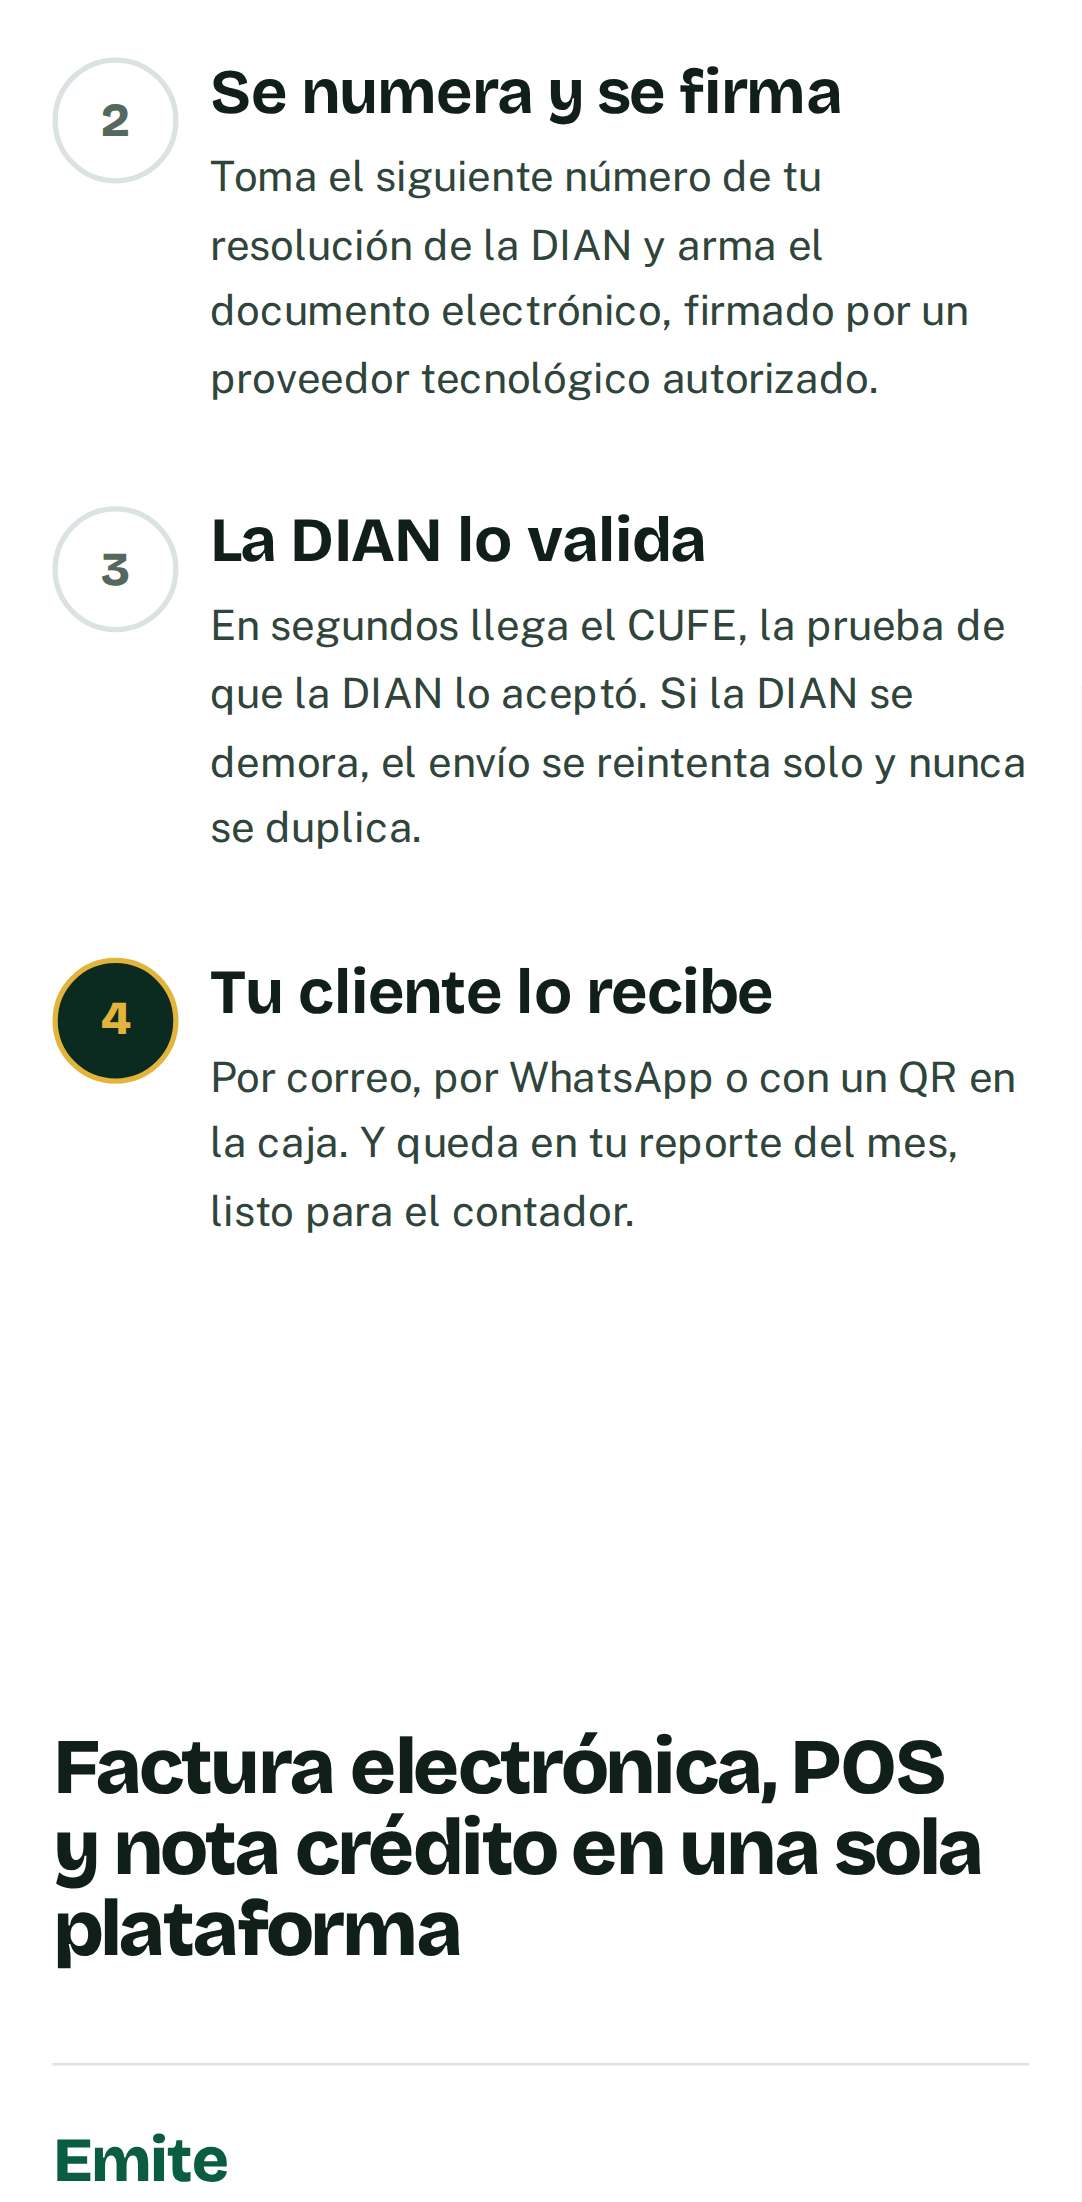 2
Se numera y se firma
Toma el siguiente número de tu
resolución de la DIAN y arma el
documento electrónico, firmado por un
proveedor tecnológico autorizado.
3
La DIAN lo valida
En segundos llega el CUFE, la prueba de
que la DIAN lo aceptó. Si la DIAN se
demora, el envío se reintenta solo y nunca
se duplica.
4
Tu cliente lo recibe
Por correo, por WhatsApp o con un QR en
la caja. Y queda en tu reporte del mes,
listo para el contador.
Factura electrónica, POS
y nota crédito en una sola
plataforma
Emite